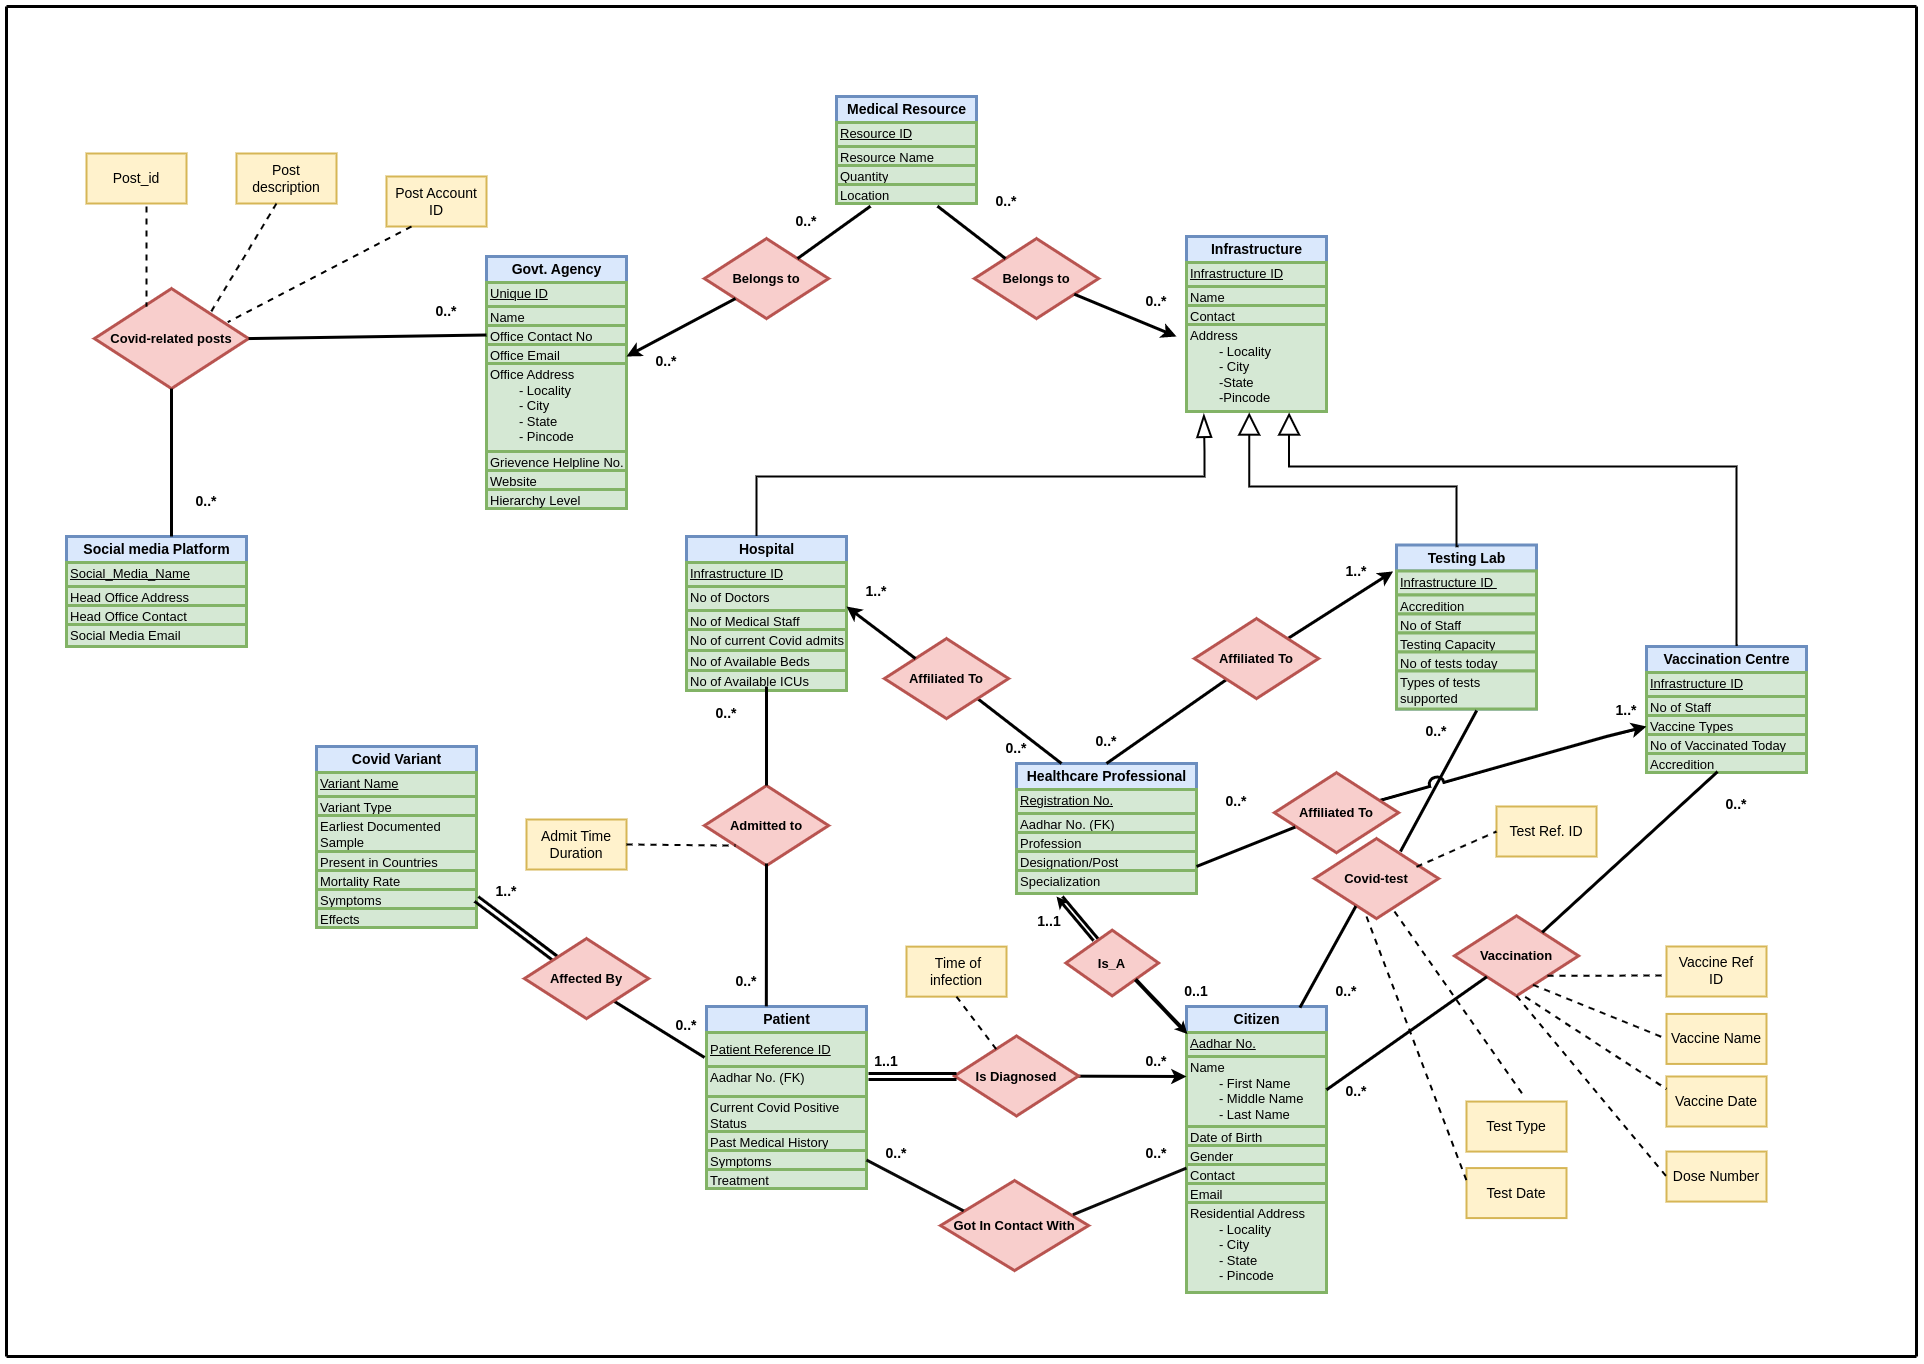 Medical Resource
Resource ID
Resource Name
Quantity
Location
Post_id
Post
description
Post Account
ID
0..*
0..*
Belongs to
Belongs to
Infrastructure
Infrastructure ID
Name
Contact
Address
- Locality
- City
-State
-Pincode
0..*
0..*
0..*
Covid-related posts
Govt. Agency
Unique ID
Name
Office Contact No
Office Email
Office Address
- Locality
- City
- State
- Pincode
Grievence Helpline No.
Website
Hierarchy Level
0..*
Social media Platform
Social_Media_Name
Head Office Address
Head Office Contact
Social Media Email
Hospital
Infrastructure ID
No of Doctors
No of Medical Staff
No of current Covid admits
No of Available Beds
No of Available ICUs
1..*
Affiliated To
0..*
1..*
Affiliated To
0..*
Testing Lab
Infrastructure ID
Accredition
No of Staff
Testing Capacity
No of tests today
Types of tests
supported
0..*
Vaccination Centre
Infrastructure ID
No of Staff
Vaccine Types
No of Vaccinated Today
Accredition
1..*
0..*
0..*
Covid Variant
Variant Name
Variant Type
Earliest Documented
Sample
Present in Countries
Mortality Rate
Symptoms
Effects
Admit Time
Duration
Admitted to
Healthcare Professional
Registration No.
Aadhar No. (FK)
Profession
Designation/Post
Specialization
0..*
Affiliated To
Test Ref. ID
Covid-test
1..*
Affected By
0..*
0..*
Time of
infection
1..1
Is_A
0..1
0..*
Vaccination
Vaccine Ref
ID
Vaccine Name
Vaccine Date
Dose Number
Patient
Patient Reference ID
Aadhar No. (FK)
Current Covid Positive
Status
Past Medical History
Symptoms
Treatment
1..1
Is Diagnosed
0..*
0..*
Got In Contact With
0..*
Citizen
Aadhar No.
Name
- First Name
- Middle Name
- Last Name
Date of Birth
Gender
Contact
Email
Residential Address
- Locality
- City
- State
- Pincode
0..*
Test Type
Test Date